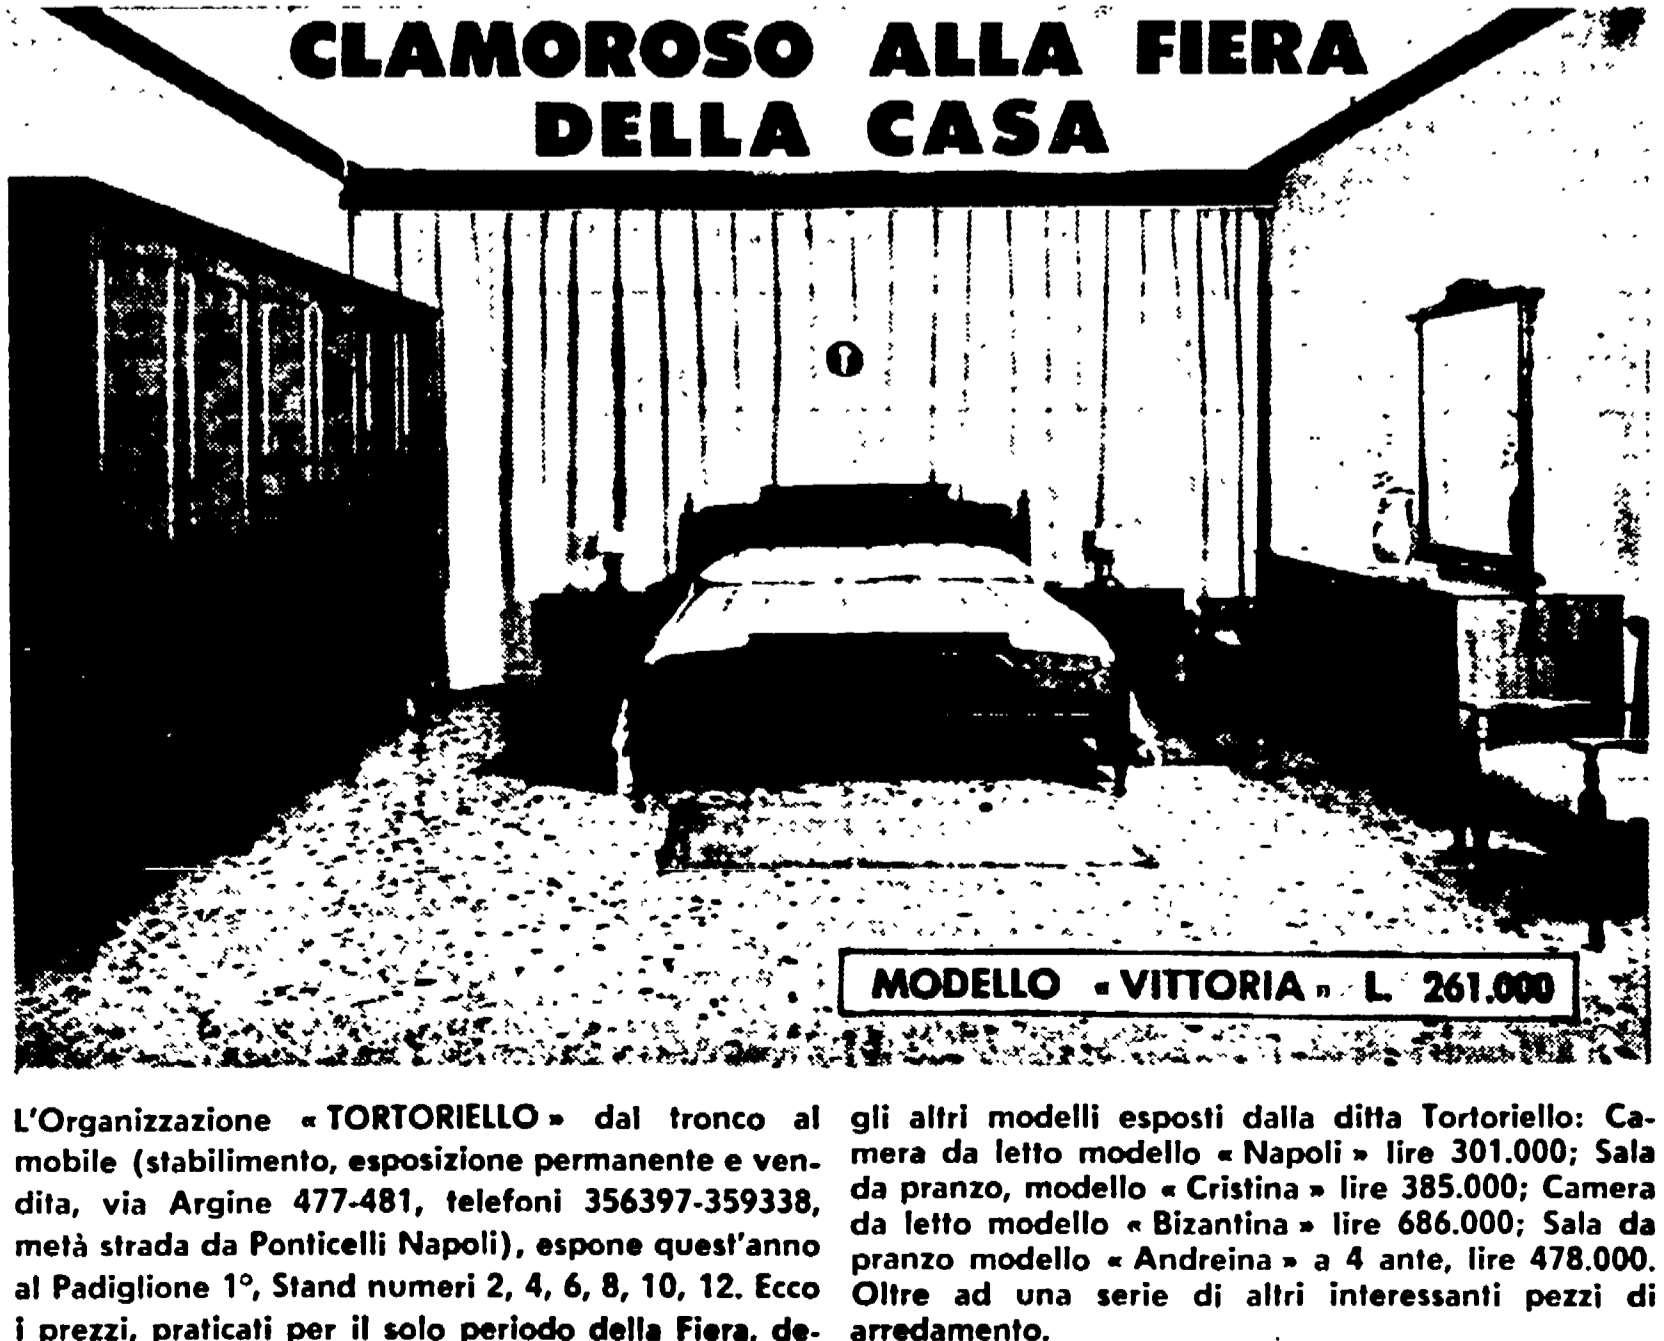 CLAMOROSO ALLA FIERA
DELLA CASA
MODELLO « VITTORIA » L. 261.000
L'Organizzazione « TORTORIELLO » dal tronco al
mobile (stabilimento, esposizione permanente e ven-
dita, via Argine 477-481, telefoni 356397-359338,
metà strada da Ponticelli Napoli), espone quest'anno
al Padiglione 1°, Stand numeri 2, 4, 6, 8, 10, 12. Ecco
i prezzi, praticati per il solo periodo della Fiera, de-
gli altri modelli esposti dalla ditta Tortoriello: Ca-
mera da letto modello « Napoli » lire 301.000; Sala
da pranzo, modello « Cristina » lire 385.000; Camera
da letto modello « Bizantina » lire 686.000; Sala da
pranzo modello « Andreina » a 4 ante, lire 478.000.
Oltre ad una serie di altri interessanti pezzi di
arredamento.